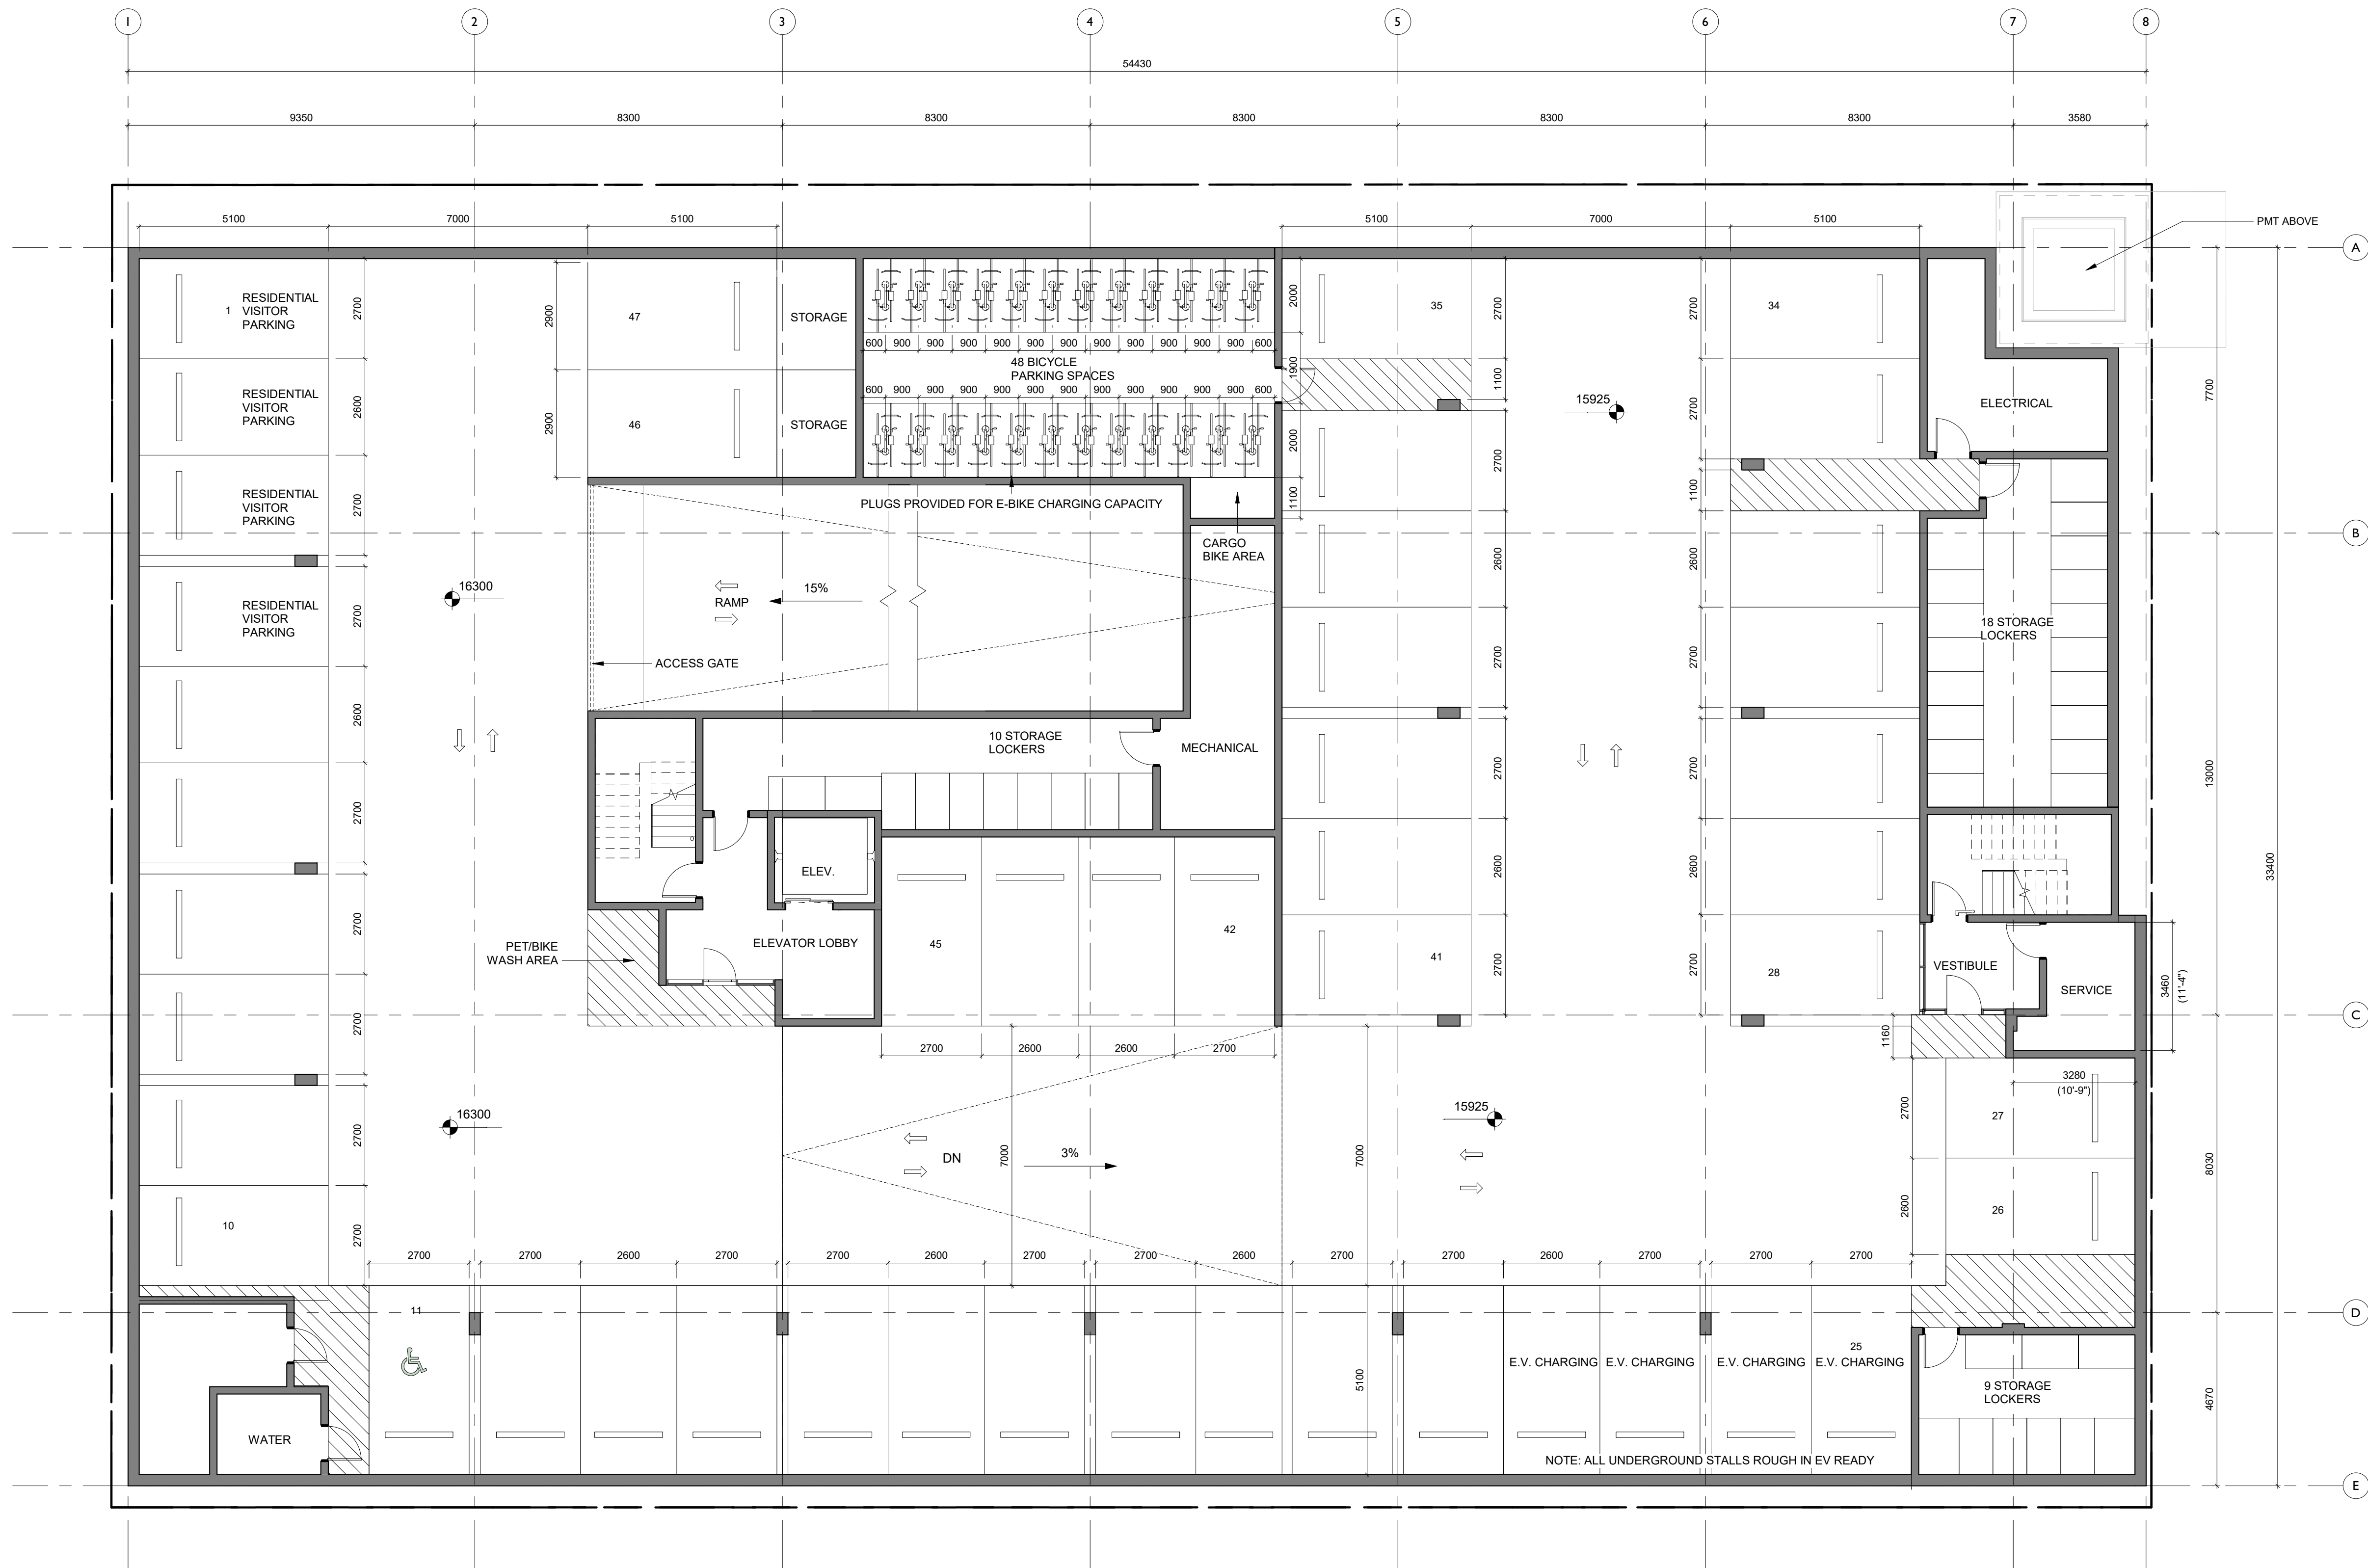 1 2 3 4 5 6 7 8
54430
9350 8300 8300 8300 8300 8300 3580
5100 7000 5100 5100 7000 5100
PMT ABOVE
A
1 RESIDENTIAL
VISITOR
PARKING
2700
2900
47
STORAGE
2000
35
2700
2700
34
600 900 900 900 900 900 900 900 900 900 900 900 600
48 BICYCLE
PARKING SPACES
1900
1100
600 900 900 900 900 900 900 900 900 900 900 900 600
RESIDENTIAL
VISITOR
PARKING
2600
2900
46
STORAGE
2000
2700
15925
2700
ELECTRICAL
7700
RESIDENTIAL
VISITOR
PARKING
2700
PLUGS PROVIDED FOR E-BIKE CHARGING CAPACITY
1100
1100
B
CARGO
BIKE AREA
2600
2600
16300
RAMP
15%
RESIDENTIAL
VISITOR
PARKING
2700
18 STORAGE
LOCKERS
ACCESS GATE
2700
2700
2600
10 STORAGE
LOCKERS
MECHANICAL
2700
2700
13000
2700
ELEV.
2600
2600
33400
2700
PET/BIKE
WASH AREA
ELEVATOR LOBBY
45
42
41
2700
2700
28
VESTIBULE
SERVICE
3460
(11'-4")
2700
C
1160
2700 2600 2600 2700
3280
(10'-9")
16300
15925
2700
27
2700
DN
7000
3%
7000
8030
2600
26
10
2700
2700 2700 2600 2700 2700 2600 2700 2700 2600 2700 2700 2600 2700 2700 2700
11
D
25
E.V. CHARGING E.V. CHARGING E.V. CHARGING E.V. CHARGING
5100
9 STORAGE
LOCKERS
4670
WATER
NOTE: ALL UNDERGROUND STALLS ROUGH IN EV READY
E